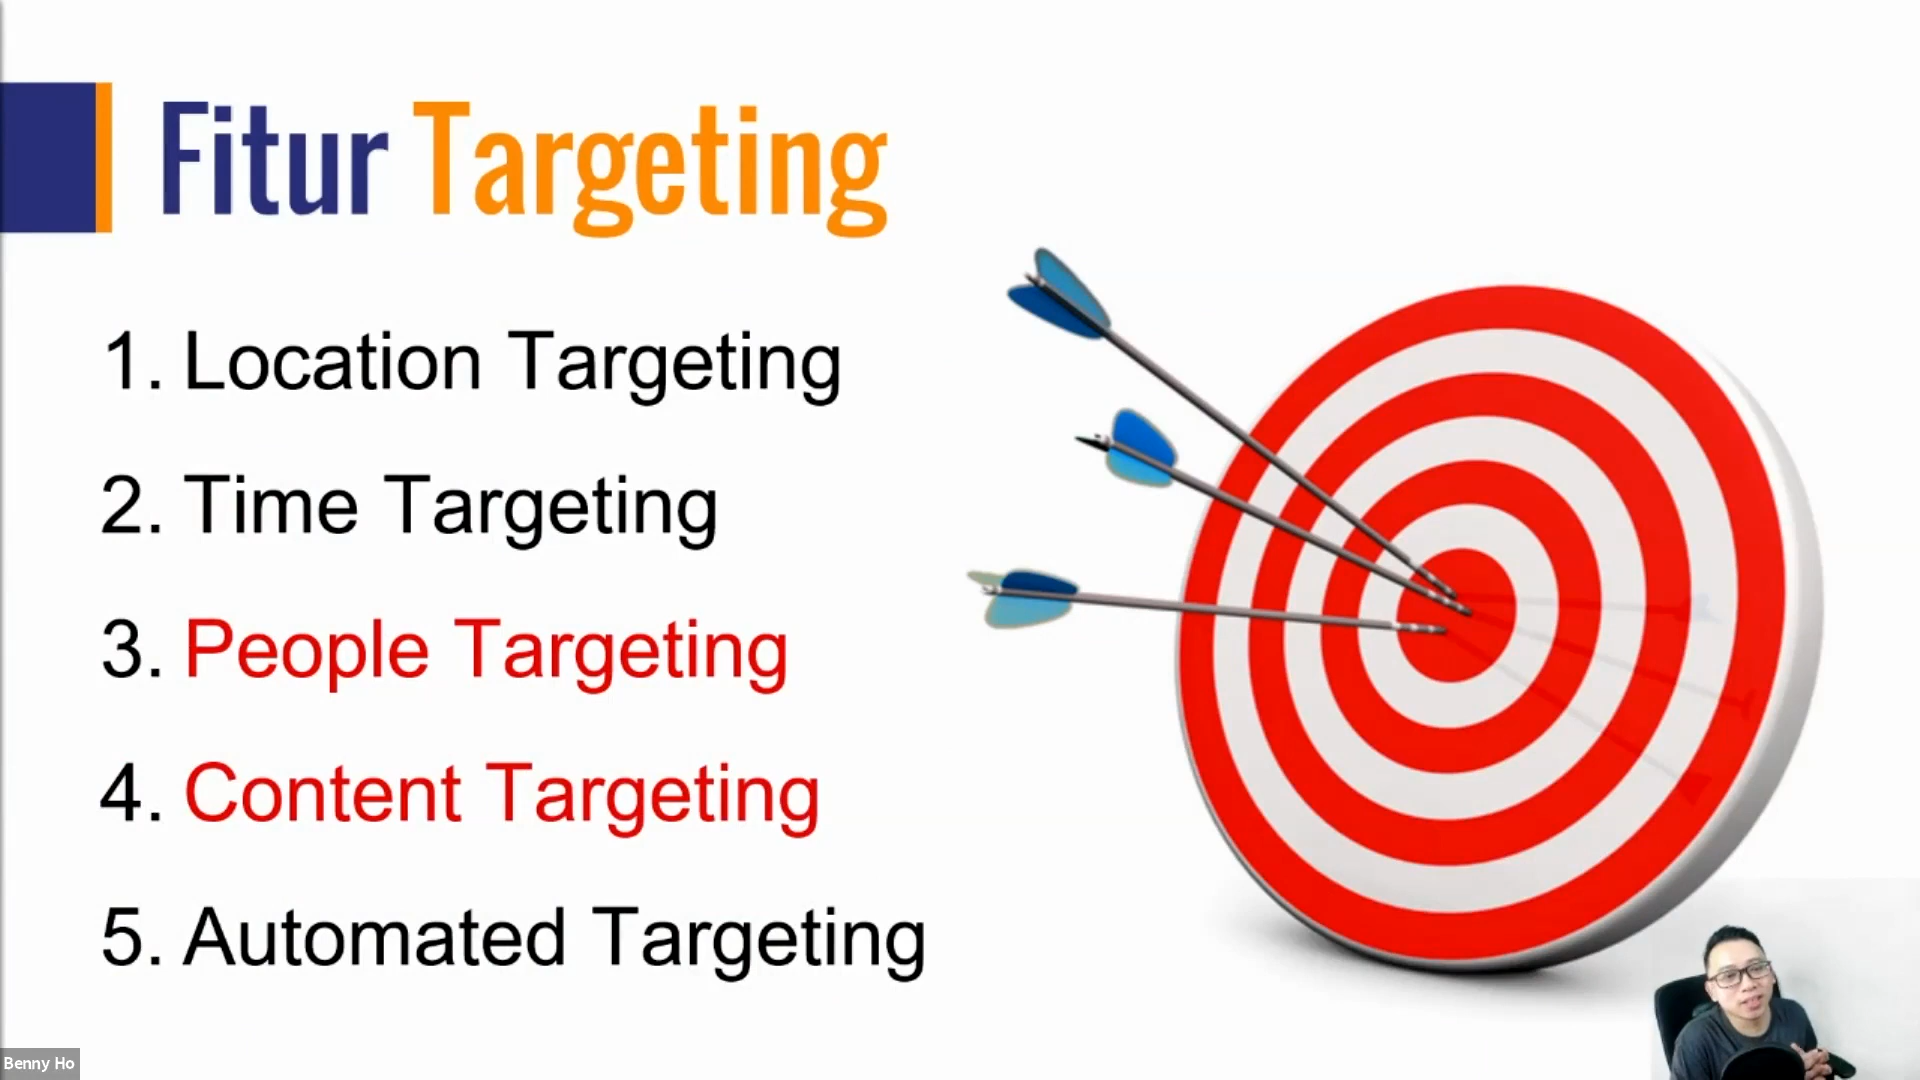 Fitur Targeting
1. Location Targeting
2. Time Targeting
3. People Targeting
4. Content Targeting
5. Automated Targeting
Benny Ho